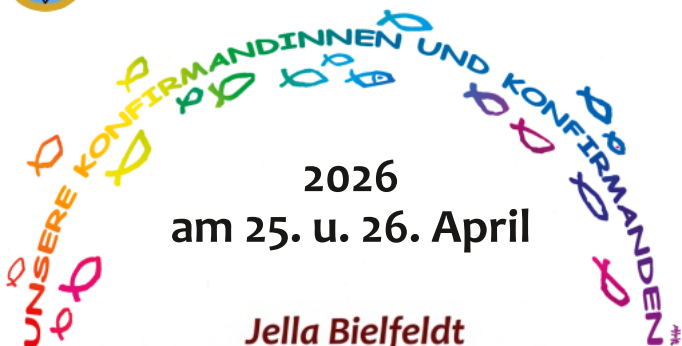 UNSERE KONFIRMANDINNEN UND KONFIRMANDEN
2026
am 25. u. 26. April
Jella Bielfeldt